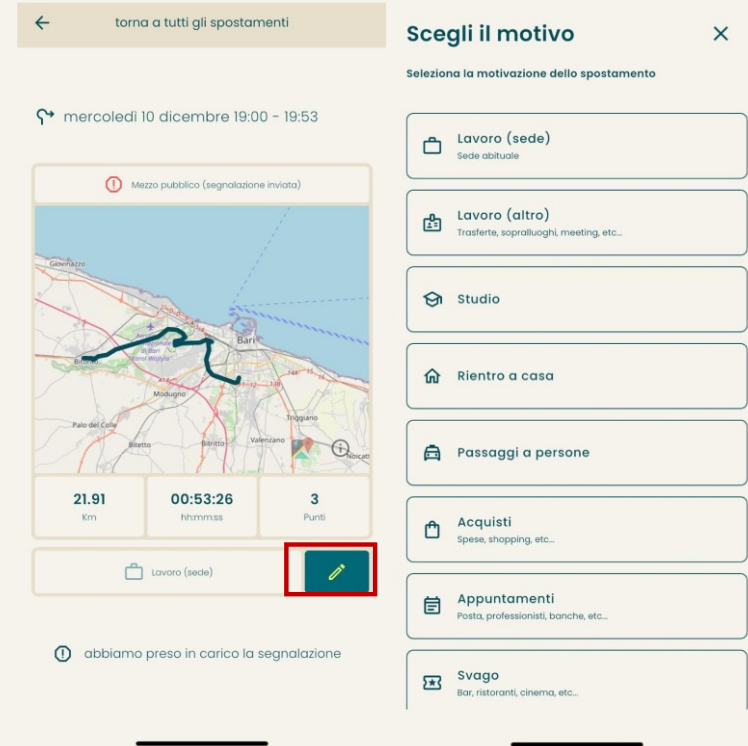 torna a tutti gli spostamenti
mercoledì 10 dicembre 19:00 - 19:53
Mezzo pubblico (segnalazione inviata)
Giovinazzo
Bari
Bitonto
Modugno
Palo del Colle
Bitetto
Bitritto
Valenzano
Triggiano
21.91
Km
00:53:26
hh:mm:ss
3
Punti
Lavoro (sede)
abbiamo preso in carico la segnalazione
Scegli il motivo
Seleziona la motivazione dello spostamento
Lavoro (sede)
Sede abituale
Lavoro (altro)
Trasferte, sopralluoghi, meeting, etc...
Studio
Rientro a casa
Passaggi a persone
Acquisti
Spese, shopping, etc...
Appuntamenti
Posta, professionisti, banche, etc...
Svago
Bar, ristoranti, cinema, etc...